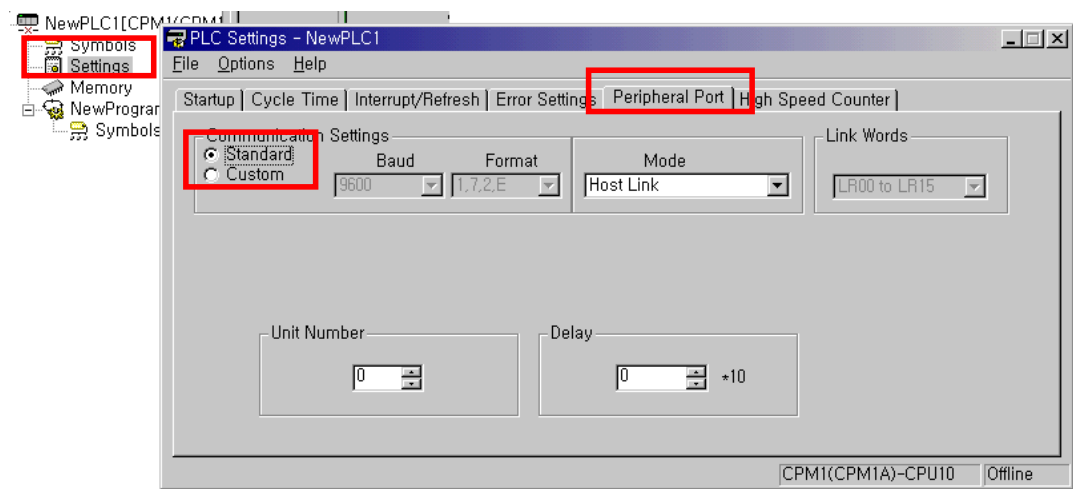 NewPLC1[CPM1(CPM1
Symbols
Settings
Memory
NewPrograr
Symbols
PLC Settings - NewPLC1
File Options Help
Startup Cycle Time Interrupt/Refresh Error Settings Peripheral Port High Speed Counter
Communication Settings
Link Words
Standard
Custom
Baud Format Mode
9600 1,7,2,E Host Link LR00 to LR15
Unit Number Delay
0 0 *10
CPM1(CPM1A)-CPU10 Offline